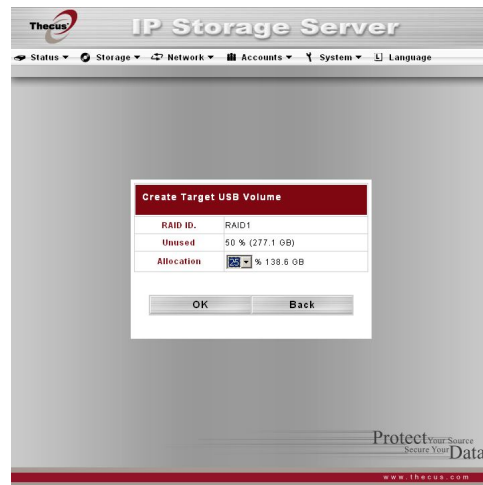 Thecus
IP Storage Server
Status Storage Network Accounts System L Language
Create Target USB Volume
RAID ID. RAID1
Unused 50 % (277.1 GB)
Allocation 25 % 138.6 GB
OK Back
Protect Your Source
Secure Your Data
www.thecus.com